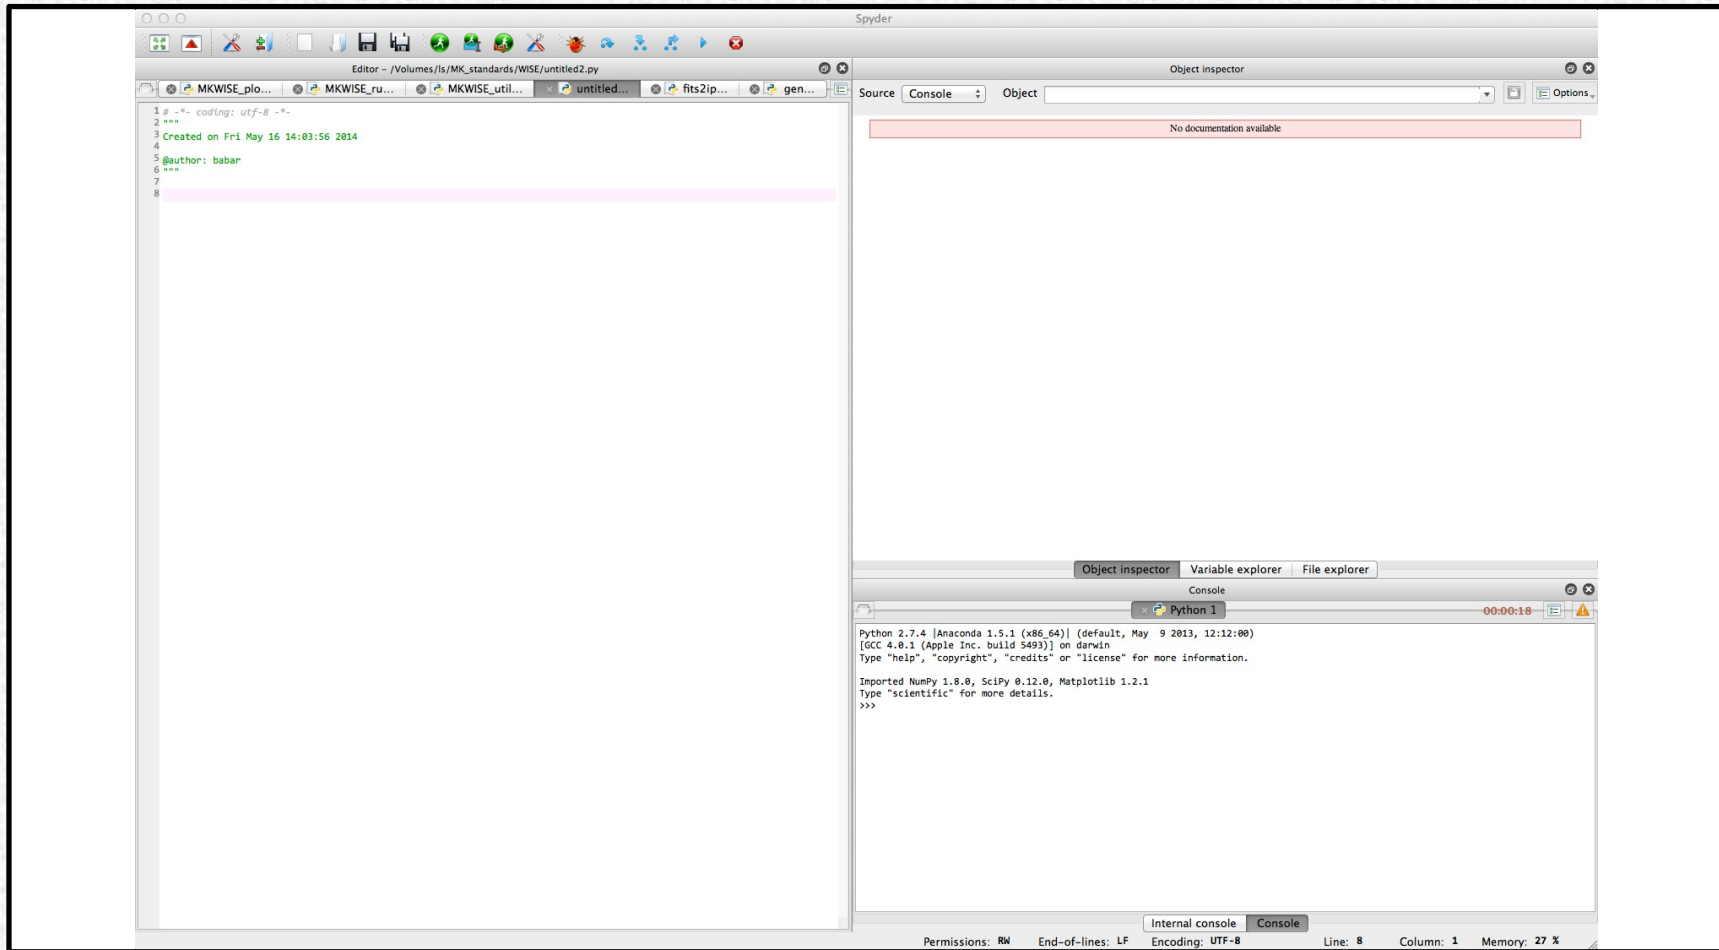 Spyder
Editor – /Volumes/ls/MK_standards/WISE/untitled2.py
MKWISE_plo... MKWISE_ru... MKWISE_util... untitled... fits2ip... gen...
1 # -*- coding: utf-8 -*-
2 """
3 Created on Fri May 16 14:03:56 2014
4
5 @author: babar
6 """
7
8
Object inspector
Source Console Object Options
No documentation available
Object inspector Variable explorer File explorer
Console
Python 1 00:00:18
Python 2.7.4 |Anaconda 1.5.1 (x86_64)| (default, May  9 2013, 12:12:00)
[GCC 4.0.1 (Apple Inc. build 5493)] on darwin
Type "help", "copyright", "credits" or "license" for more information.
Imported NumPy 1.8.0, SciPy 0.12.0, Matplotlib 1.2.1
Type "scientific" for more details.
>>>
Internal console Console
Permissions: RW End-of-lines: LF Encoding: UTF-8 Line: 8 Column: 1 Memory: 27 %